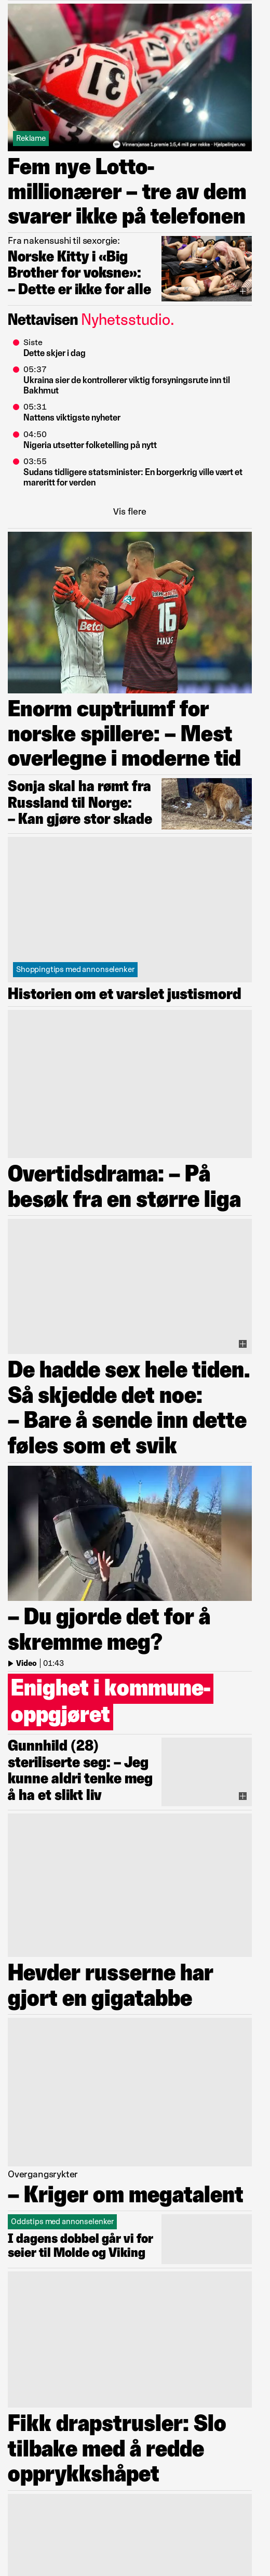 31
Reklame
Vinnersjanse 1.premie 1:5,4 mill per rekke - Hjelpelinjen.no
Fem nye Lotto-
millionærer – tre av dem
svarer ikke på telefonen
Fra nakensushi til sexorgie:
Norske Kitty i «Big
Brother for voksne»:
– Dette er ikke for alle
Nettavisen Nyhetsstudio.
Siste
Dette skjer i dag
05:37
Ukraina sier de kontrollerer viktig forsyningsrute inn til
Bakhmut
05:31
Nattens viktigste nyheter
04:50
Nigeria utsetter folketelling på nytt
03:55
Sudans tidligere statsminister: En borgerkrig ville vært et
mareritt for verden
Vis flere
Betcity
16
HAUGE
Enorm cuptriumf for
norske spillere: – Mest
overlegne i moderne tid
Sonja skal ha rømt fra
Russland til Norge:
– Kan gjøre stor skade
Shoppingtips med annonselenker
Historien om et varslet justismord
Overtidsdrama: – På
besøk fra en større liga
De hadde sex hele tiden.
Så skjedde det noe:
– Bare å sende inn dette
føles som et svik
– Du gjorde det for å
skremme meg?
Video | 01:43
Enighet i kommune-
oppgjøret
Gunnhild (28)
steriliserte seg: – Jeg
kunne aldri tenke meg
å ha et slikt liv
Hevder russerne har
gjort en gigatabbe
Overgangsrykter
– Kriger om megatalent
Oddstips med annonselenker
I dagens dobbel går vi for
seier til Molde og Viking
Fikk drapstrusler: Slo
tilbake med å redde
opprykkshåpet